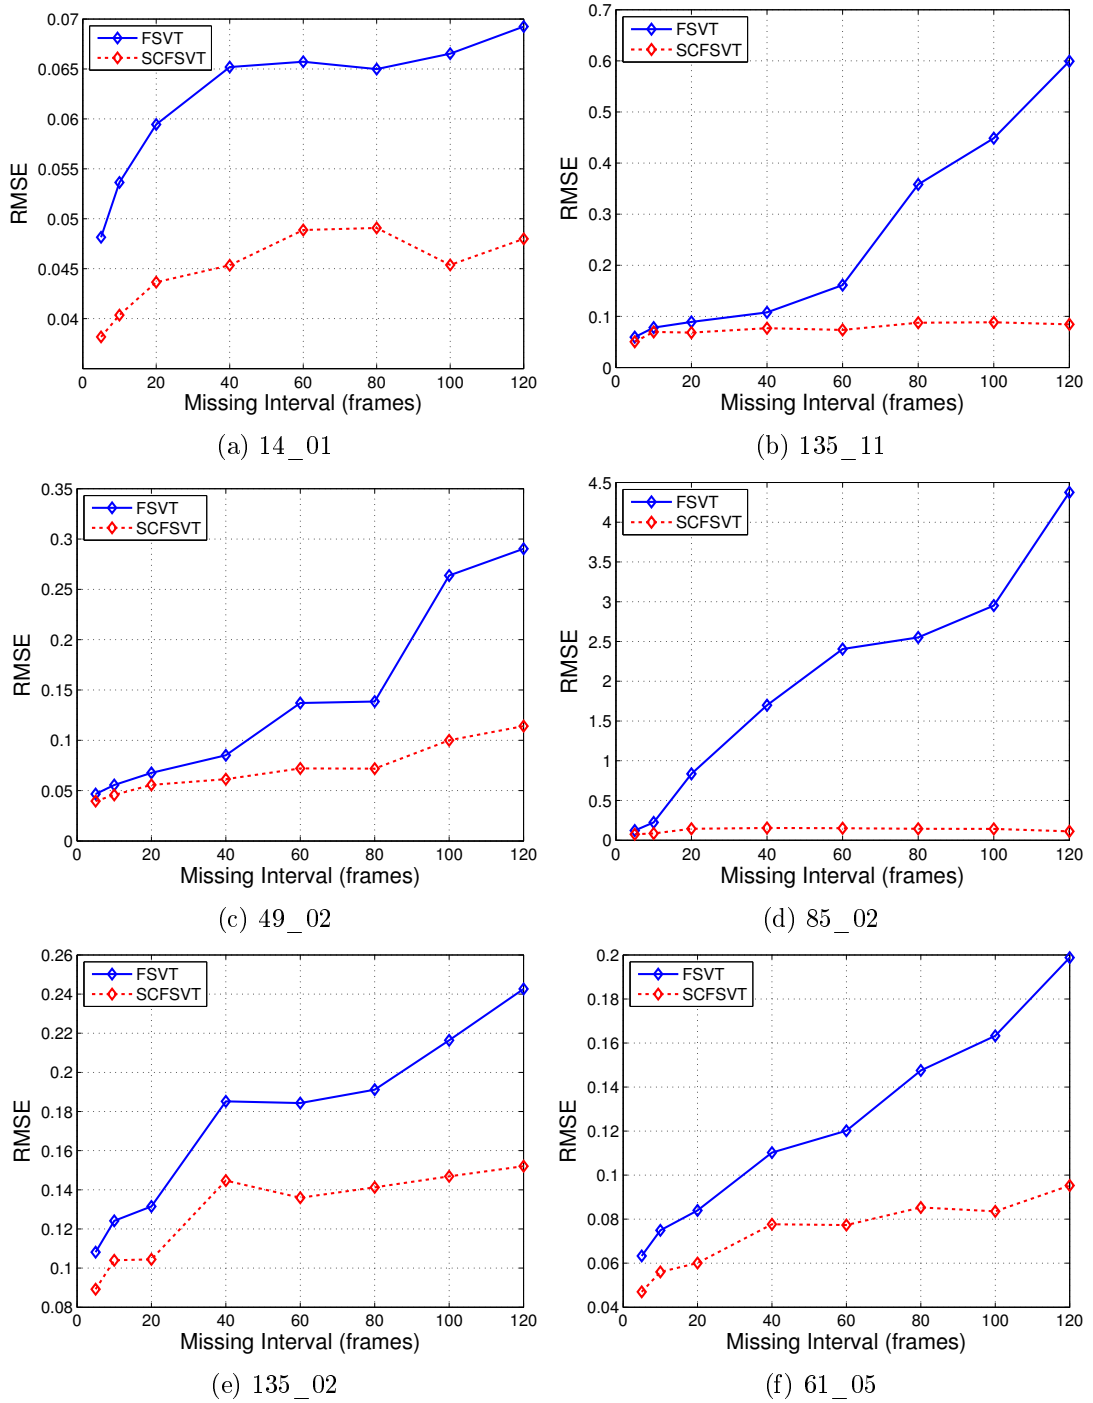 0.07
0.065
0.06
0.055
0.05
0.045
0.04
RMSE
FSVT
SCFSVT
0 20 40 60 80 100 120
Missing Interval (frames)
(a) 14_01
0.7
0.6
0.5
0.4
0.3
0.2
0.1
0
RMSE
FSVT
SCFSVT
0 20 40 60 80 100 120
Missing Interval (frames)
(b) 135_11
0.35
0.3
0.25
0.2
0.15
0.1
0.05
0
RMSE
FSVT
SCFSVT
0 20 40 60 80 100 120
Missing Interval (frames)
(c) 49_02
4.5
4
3.5
3
2.5
2
1.5
1
0.5
0
RMSE
FSVT
SCFSVT
0 20 40 60 80 100 120
Missing Interval (frames)
(d) 85_02
0.26
0.24
0.22
0.2
0.18
0.16
0.14
0.12
0.1
0.08
RMSE
FSVT
SCFSVT
0 20 40 60 80 100 120
Missing Interval (frames)
(e) 135_02
0.2
0.18
0.16
0.14
0.12
0.1
0.08
0.06
0.04
RMSE
FSVT
SCFSVT
0 20 40 60 80 100 120
Missing Interval (frames)
(f) 61_05